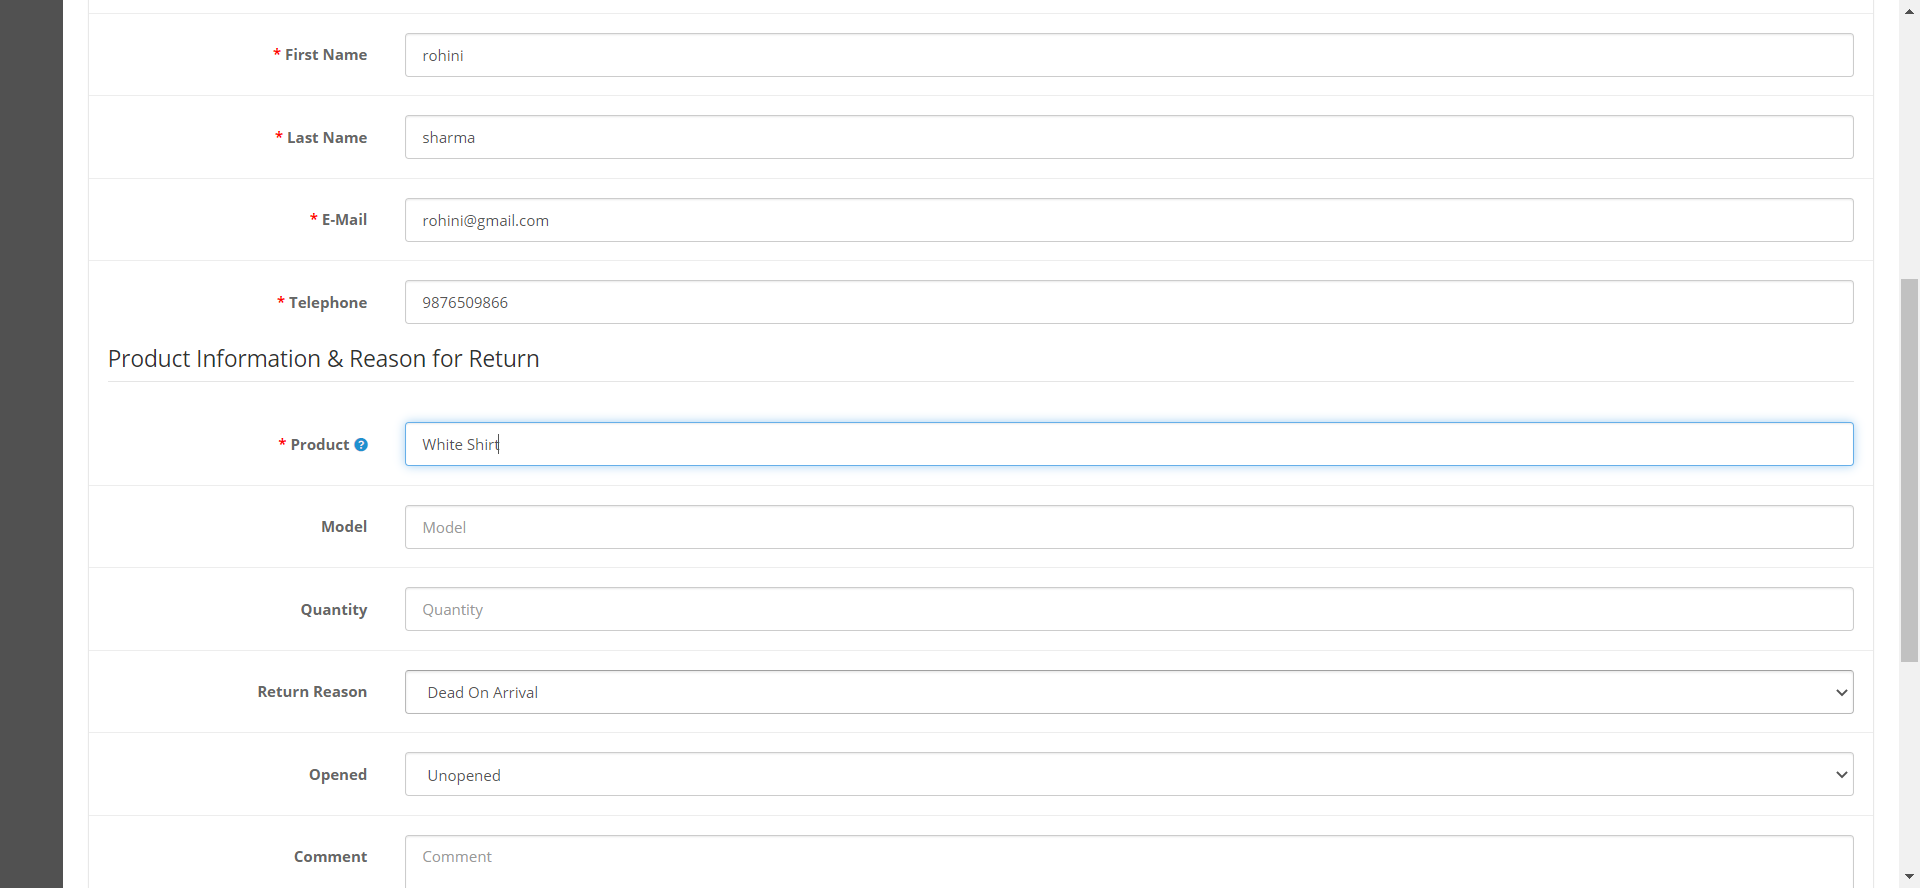 * First Name
rohini
* Last Name
sharma
* E-Mail
rohini@gmail.com
* Telephone
9876509866
Product Information & Reason for Return
* Product ?
White Shirt
Model
Model
Quantity
Quantity
Return Reason
Dead On Arrival
Opened
Unopened
Comment
Comment